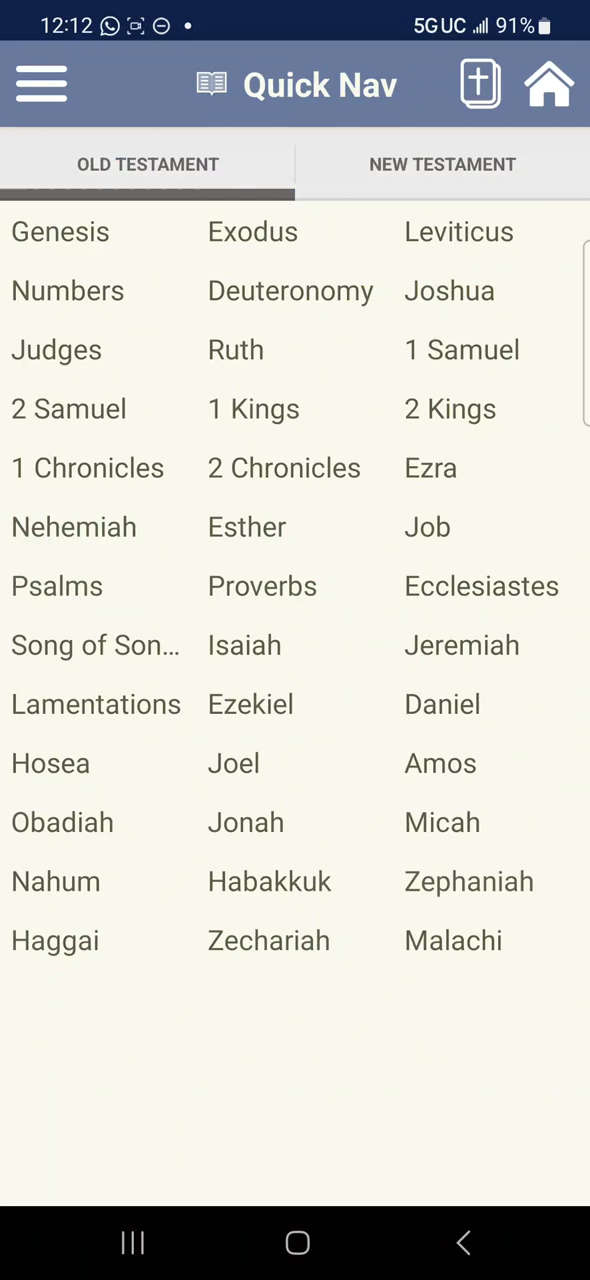 12:12 5G UC 91%
Quick Nav
OLD TESTAMENT NEW TESTAMENT
Genesis Exodus Leviticus
Numbers Deuteronomy Joshua
Judges Ruth 1 Samuel
2 Samuel 1 Kings 2 Kings
1 Chronicles 2 Chronicles Ezra
Nehemiah Esther Job
Psalms Proverbs Ecclesiastes
Song of Son... Isaiah Jeremiah
Lamentations Ezekiel Daniel
Hosea Joel Amos
Obadiah Jonah Micah
Nahum Habakkuk Zephaniah
Haggai Zechariah Malachi